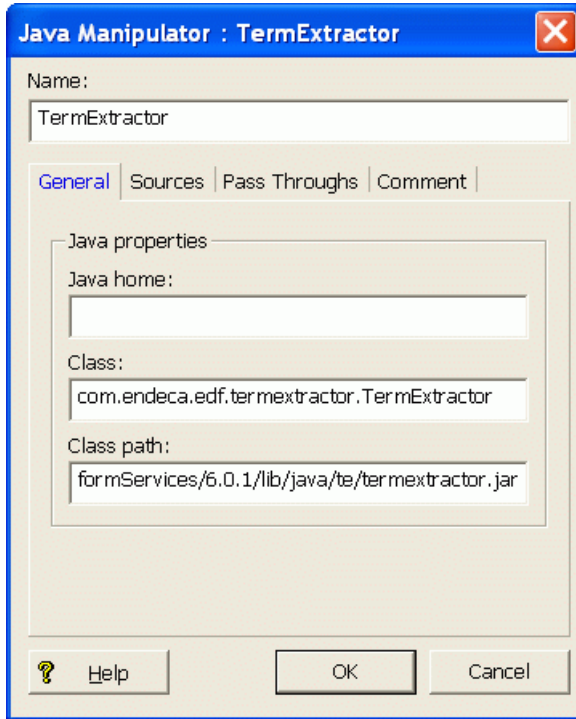 Java Manipulator : TermExtractor
Name:
TermExtractor
General Sources Pass Throughs Comment
Java properties
Java home:
Class:
com.endeca.edf.termextractor.TermExtractor
Class path:
formServices/6.0.1/lib/java/te/termextractor.jar
? Help OK Cancel